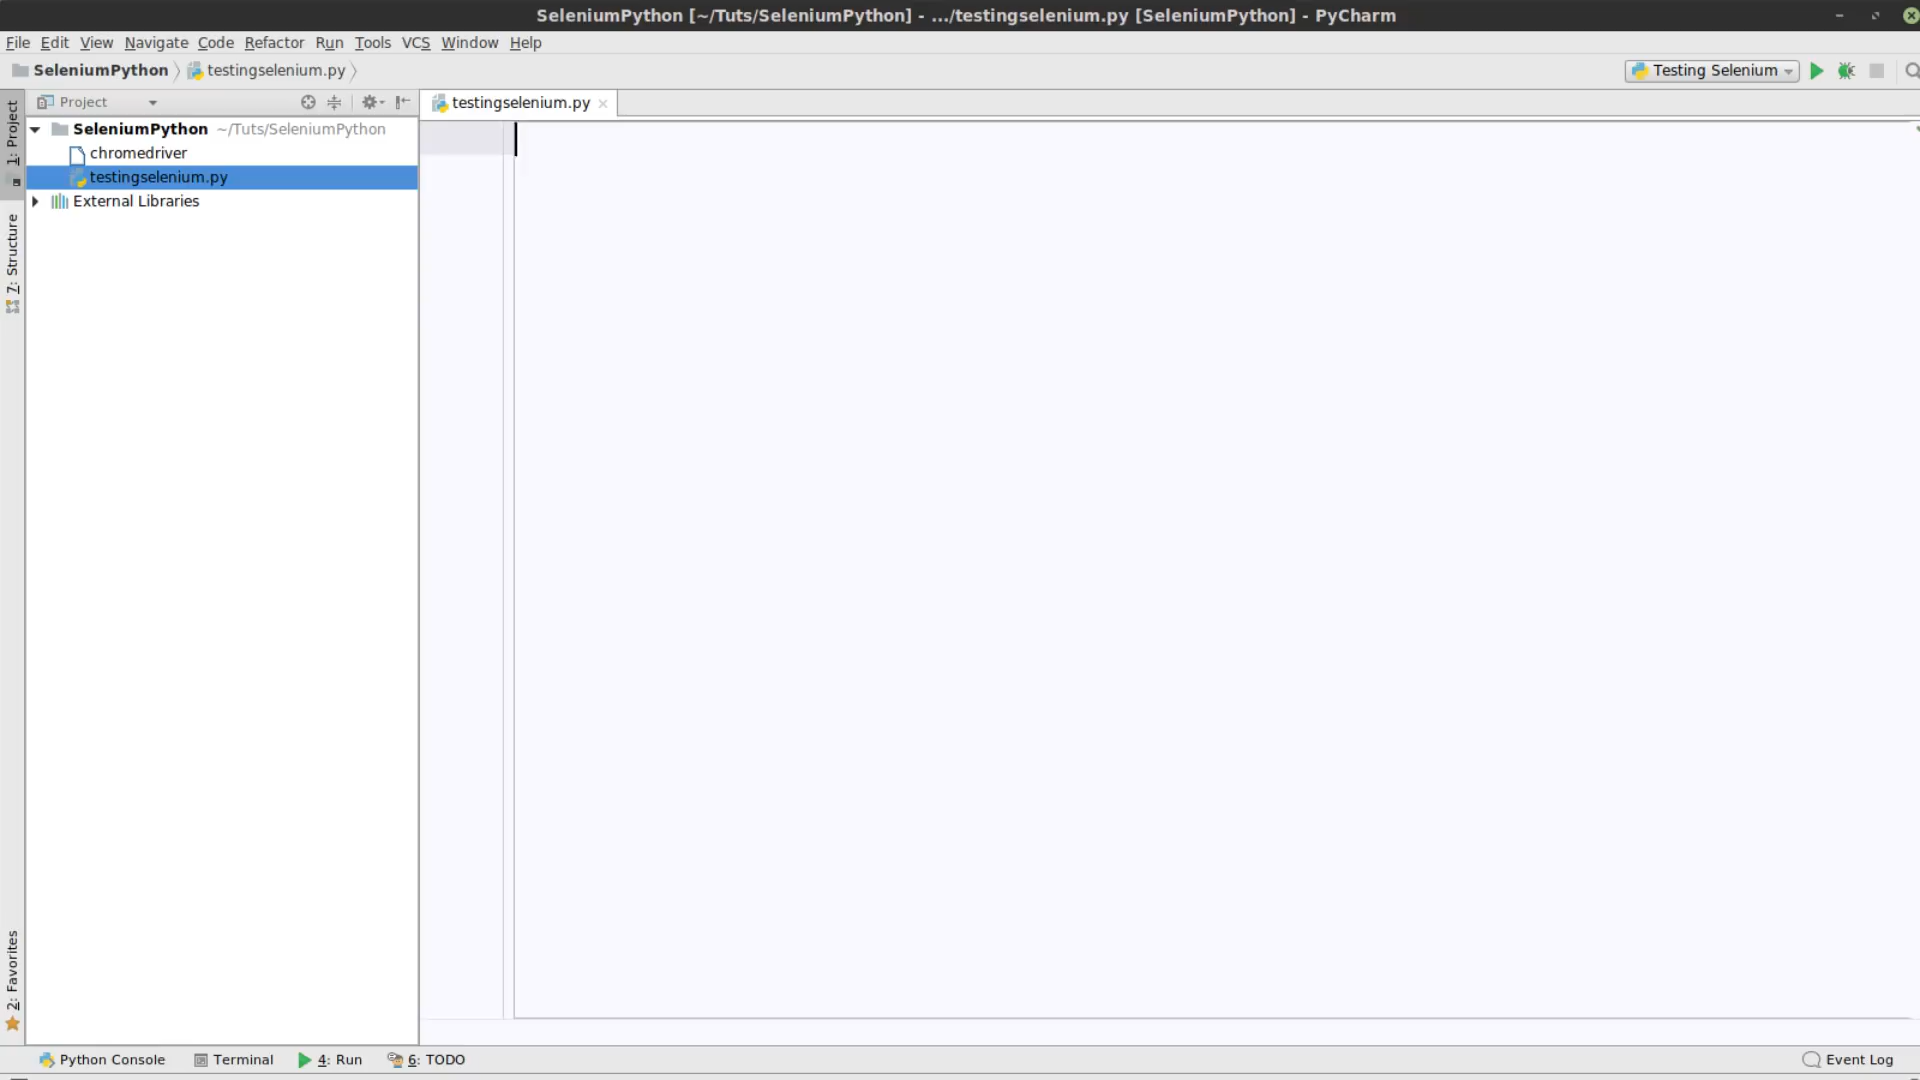 SeleniumPython [~/Tuts/SeleniumPython] - .../testingselenium.py [SeleniumPython] - PyCharm
File Edit View Navigate Code Refactor Run Tools VCS Window Help
SeleniumPython testingselenium.py
Testing Selenium
Project
testingselenium.py
SeleniumPython ~/Tuts/SeleniumPython
chromedriver
testingselenium.py
External Libraries
1: Project
7: Structure
2: Favorites
Python Console Terminal 4: Run 6: TODO Event Log